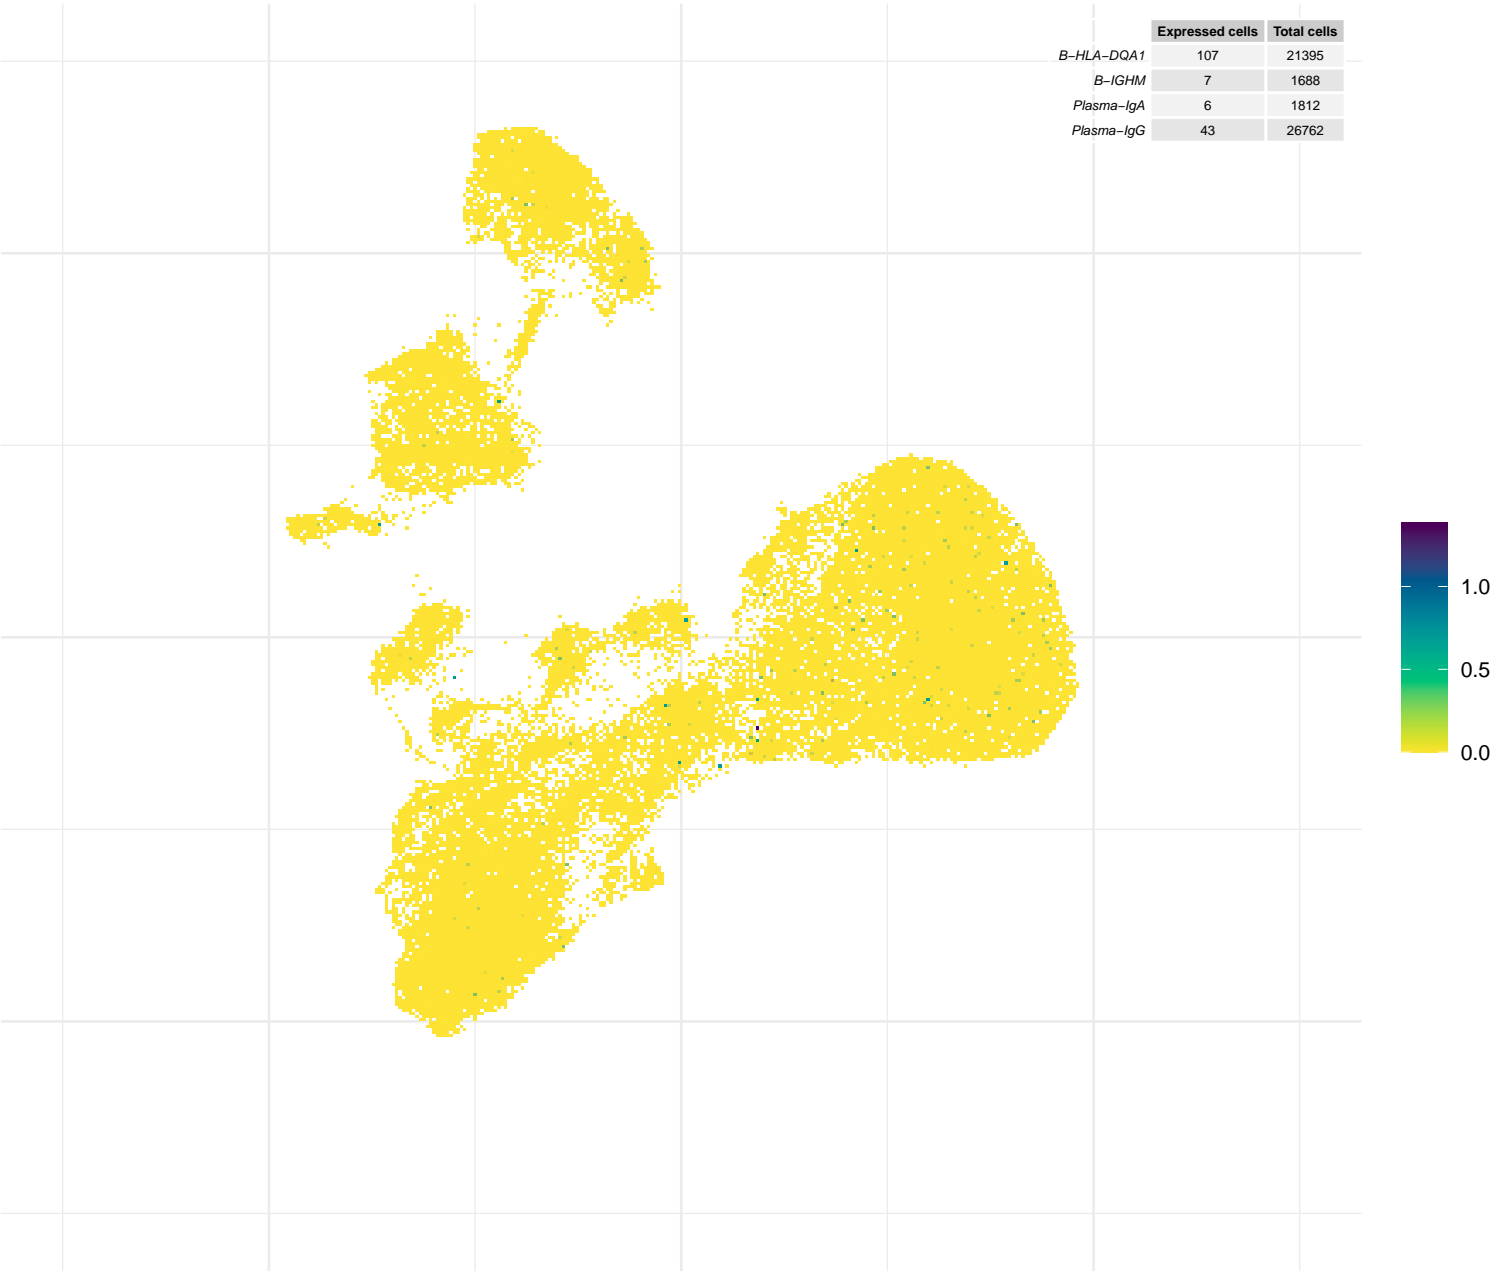 Expressed cells Total cells
B−HLA−DQA1 107 21395
B−IGHM 7 1688
Plasma−IgA 6 1812
Plasma−IgG 43 26762
1.0
0.5
0.0